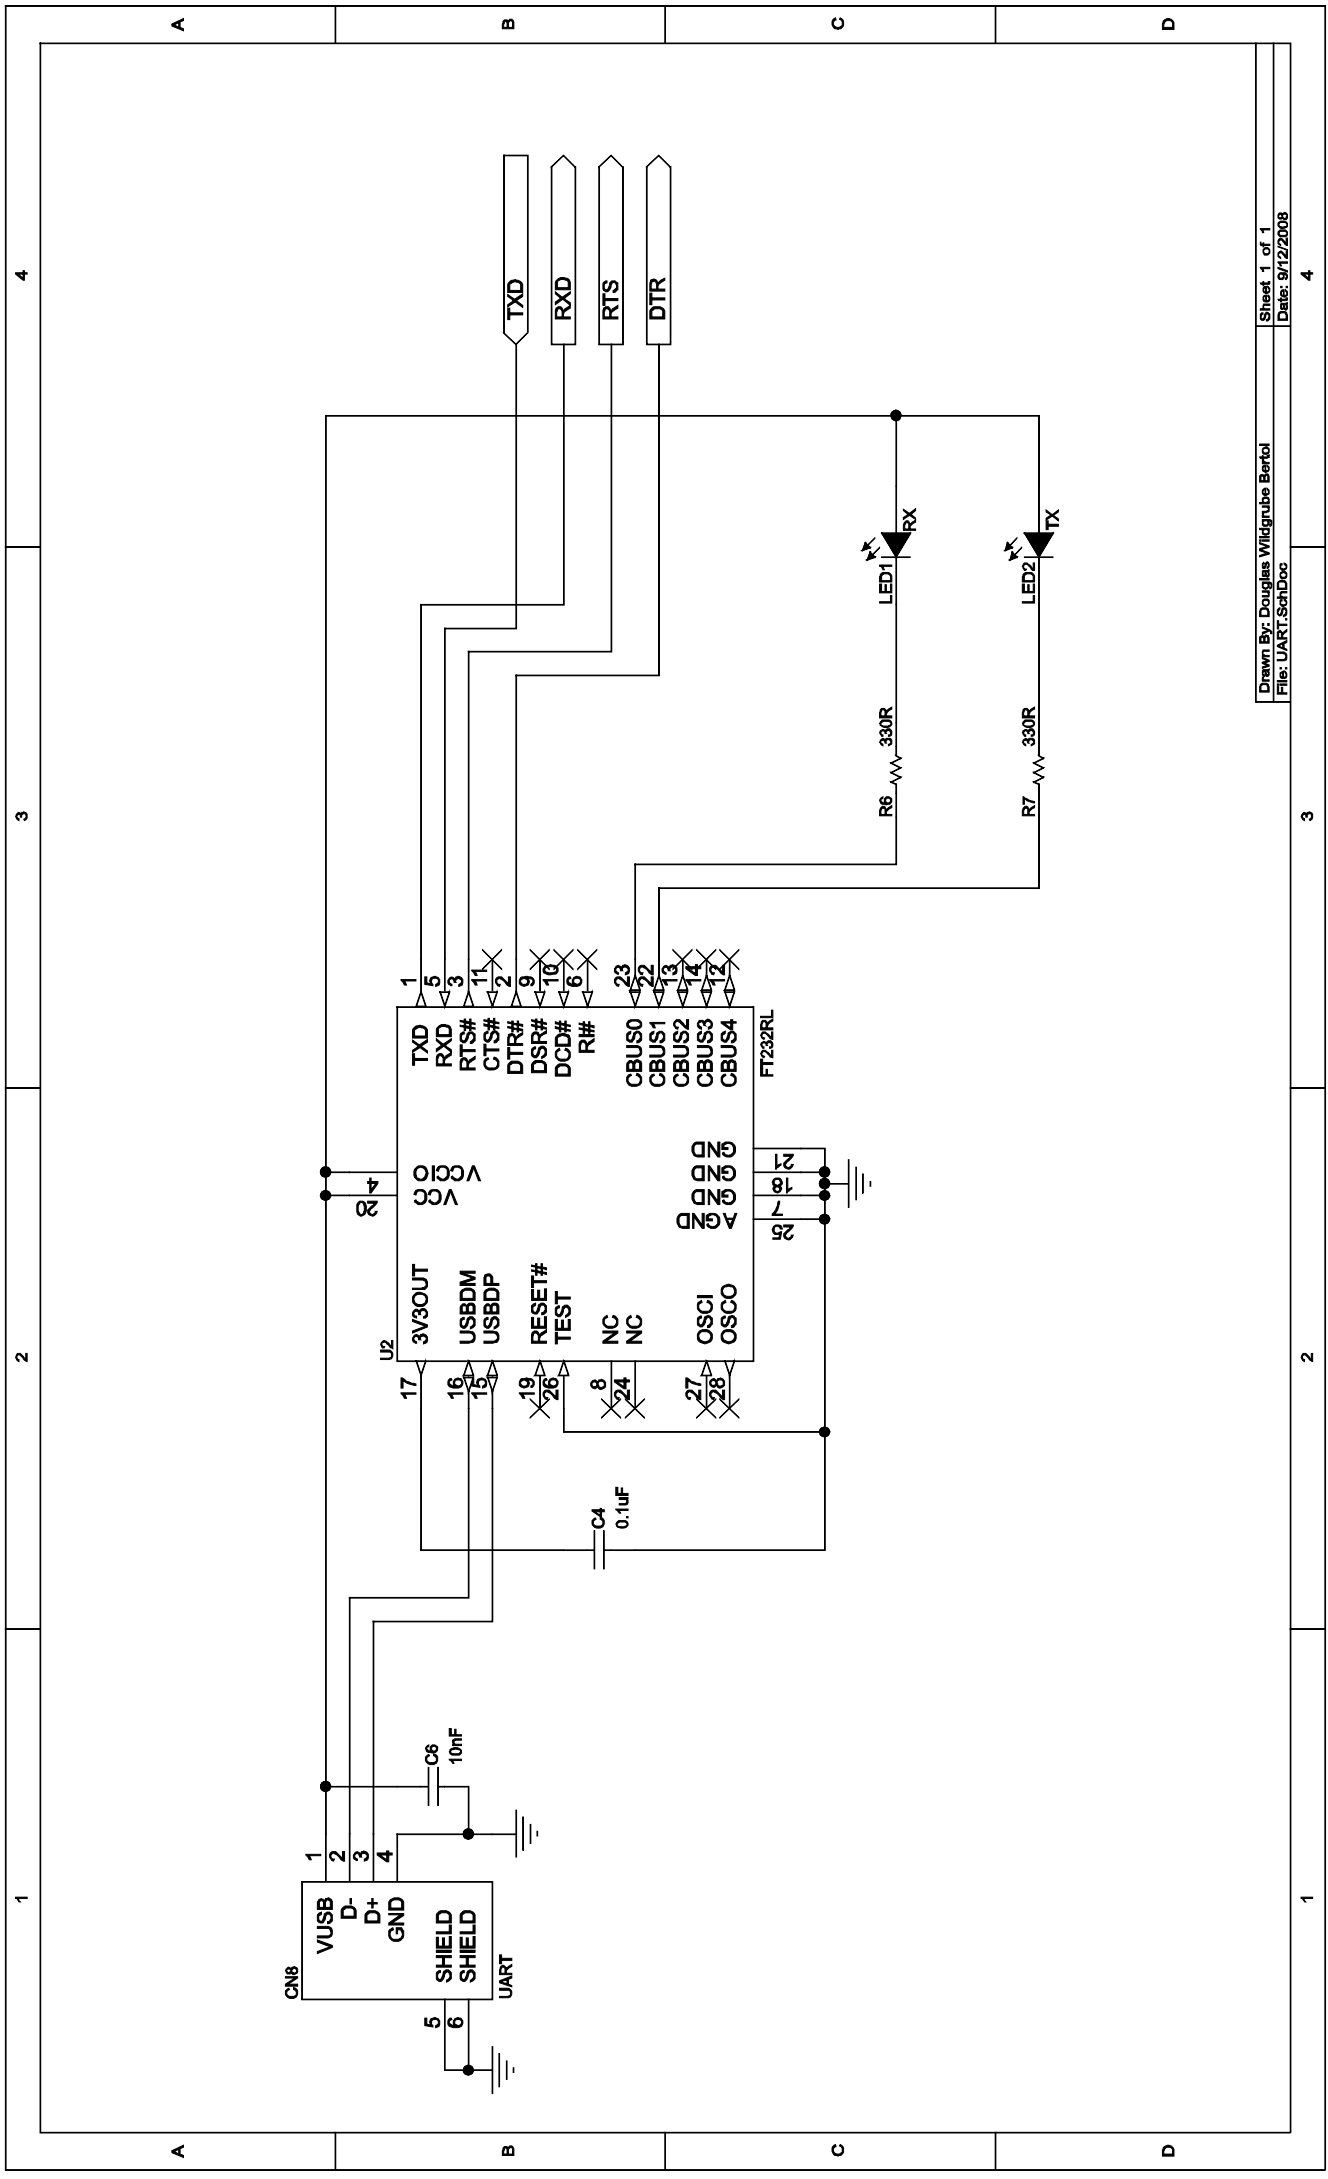 1
2
3
4
A
A
B
B
C
C
D
D
1
2
3
4
CN8
VUSB
1
D-
2
D+
3
GND
4
SHIELD
5
SHIELD
6
UART
C6
10nF
C4
0.1uF
U2
3V3OUT
17
USBDM
16
USBDP
15
RESET#
19
TEST
26
NC
8
NC
24
OSCI
27
OSCO
28
VCC
20
VCCIO
4
AGND
25
GND
7
GND
18
GND
21
TXD
1
RXD
5
RTS#
3
CTS#
11
DTR#
2
DSR#
9
DCD#
10
RI#
6
CBUS0
23
CBUS1
22
CBUS2
13
CBUS3
14
CBUS4
12
FT232RL
TXD
RXD
RTS
DTR
R6
330R
LED1
RX
R7
330R
LED2
TX
Drawn By: Douglas Wildgrube Bertol
Sheet 1 of 1
File: UART.SchDoc
Date: 9/12/2008